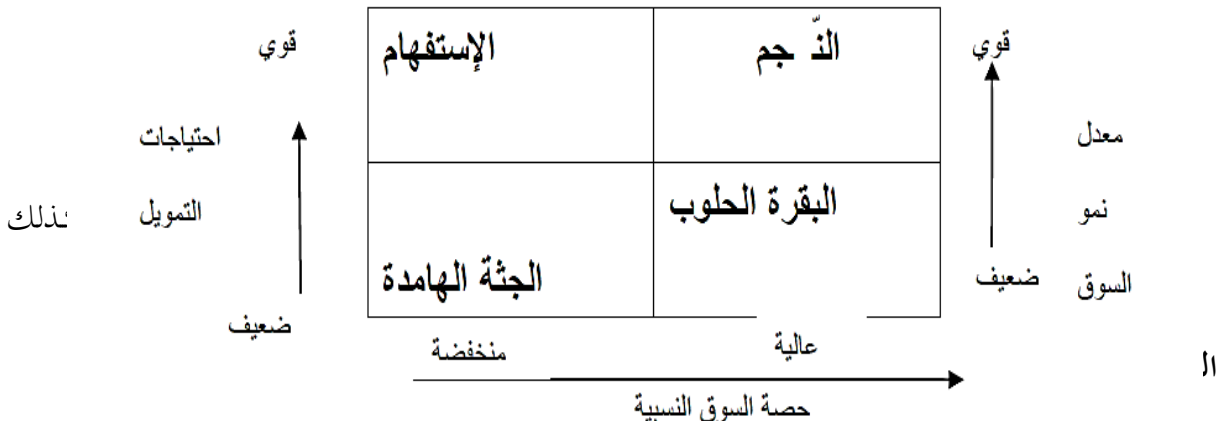 قوي
النّجم
الإستفهام
قوي
معدل
احتياجات
نمو
البقرة الحلوب
التمويل
السوق
ضعيف
الجثة الهامدة
ضعيف
عالية
منخفضة
حصة السوق النسبية